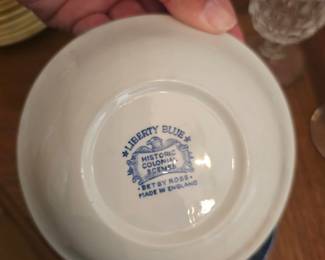 ★ LIBERTY BLUE ★
HISTORIC
COLONIAL
SCENES
BETSY ROSS
MADE IN ENGLAND